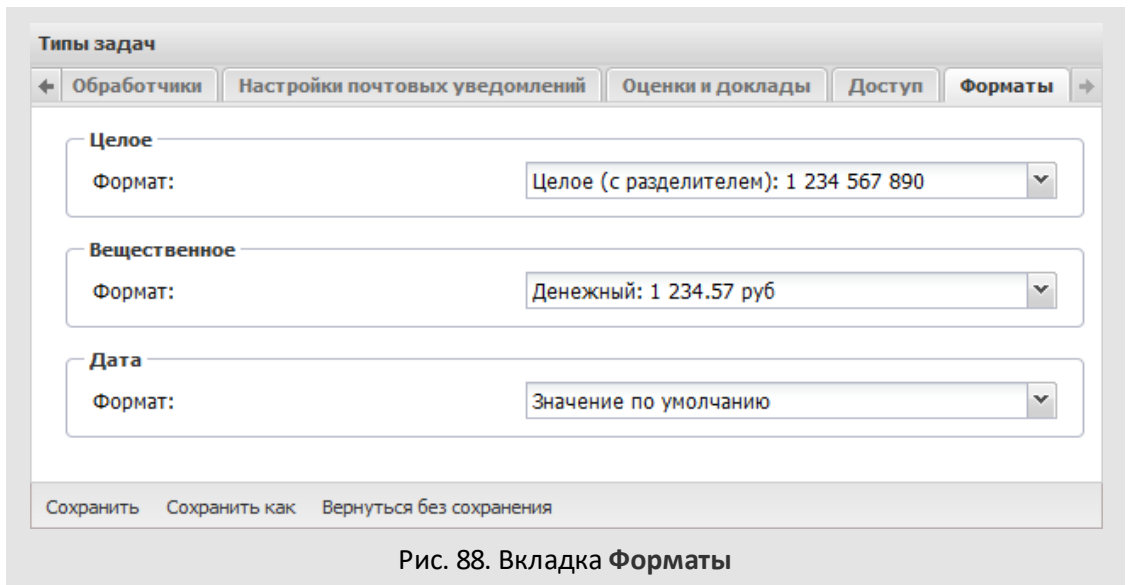 Типы задач
Обработчики Настройки почтовых уведомлений Оценки и доклады Доступ Форматы
Целое
Формат: Целое (с разделителем): 1 234 567 890
Вещественное
Формат: Денежный: 1 234.57 руб
Дата
Формат: Значение по умолчанию
Сохранить Сохранить как Вернуться без сохранения
Рис. 88. Вкладка Форматы